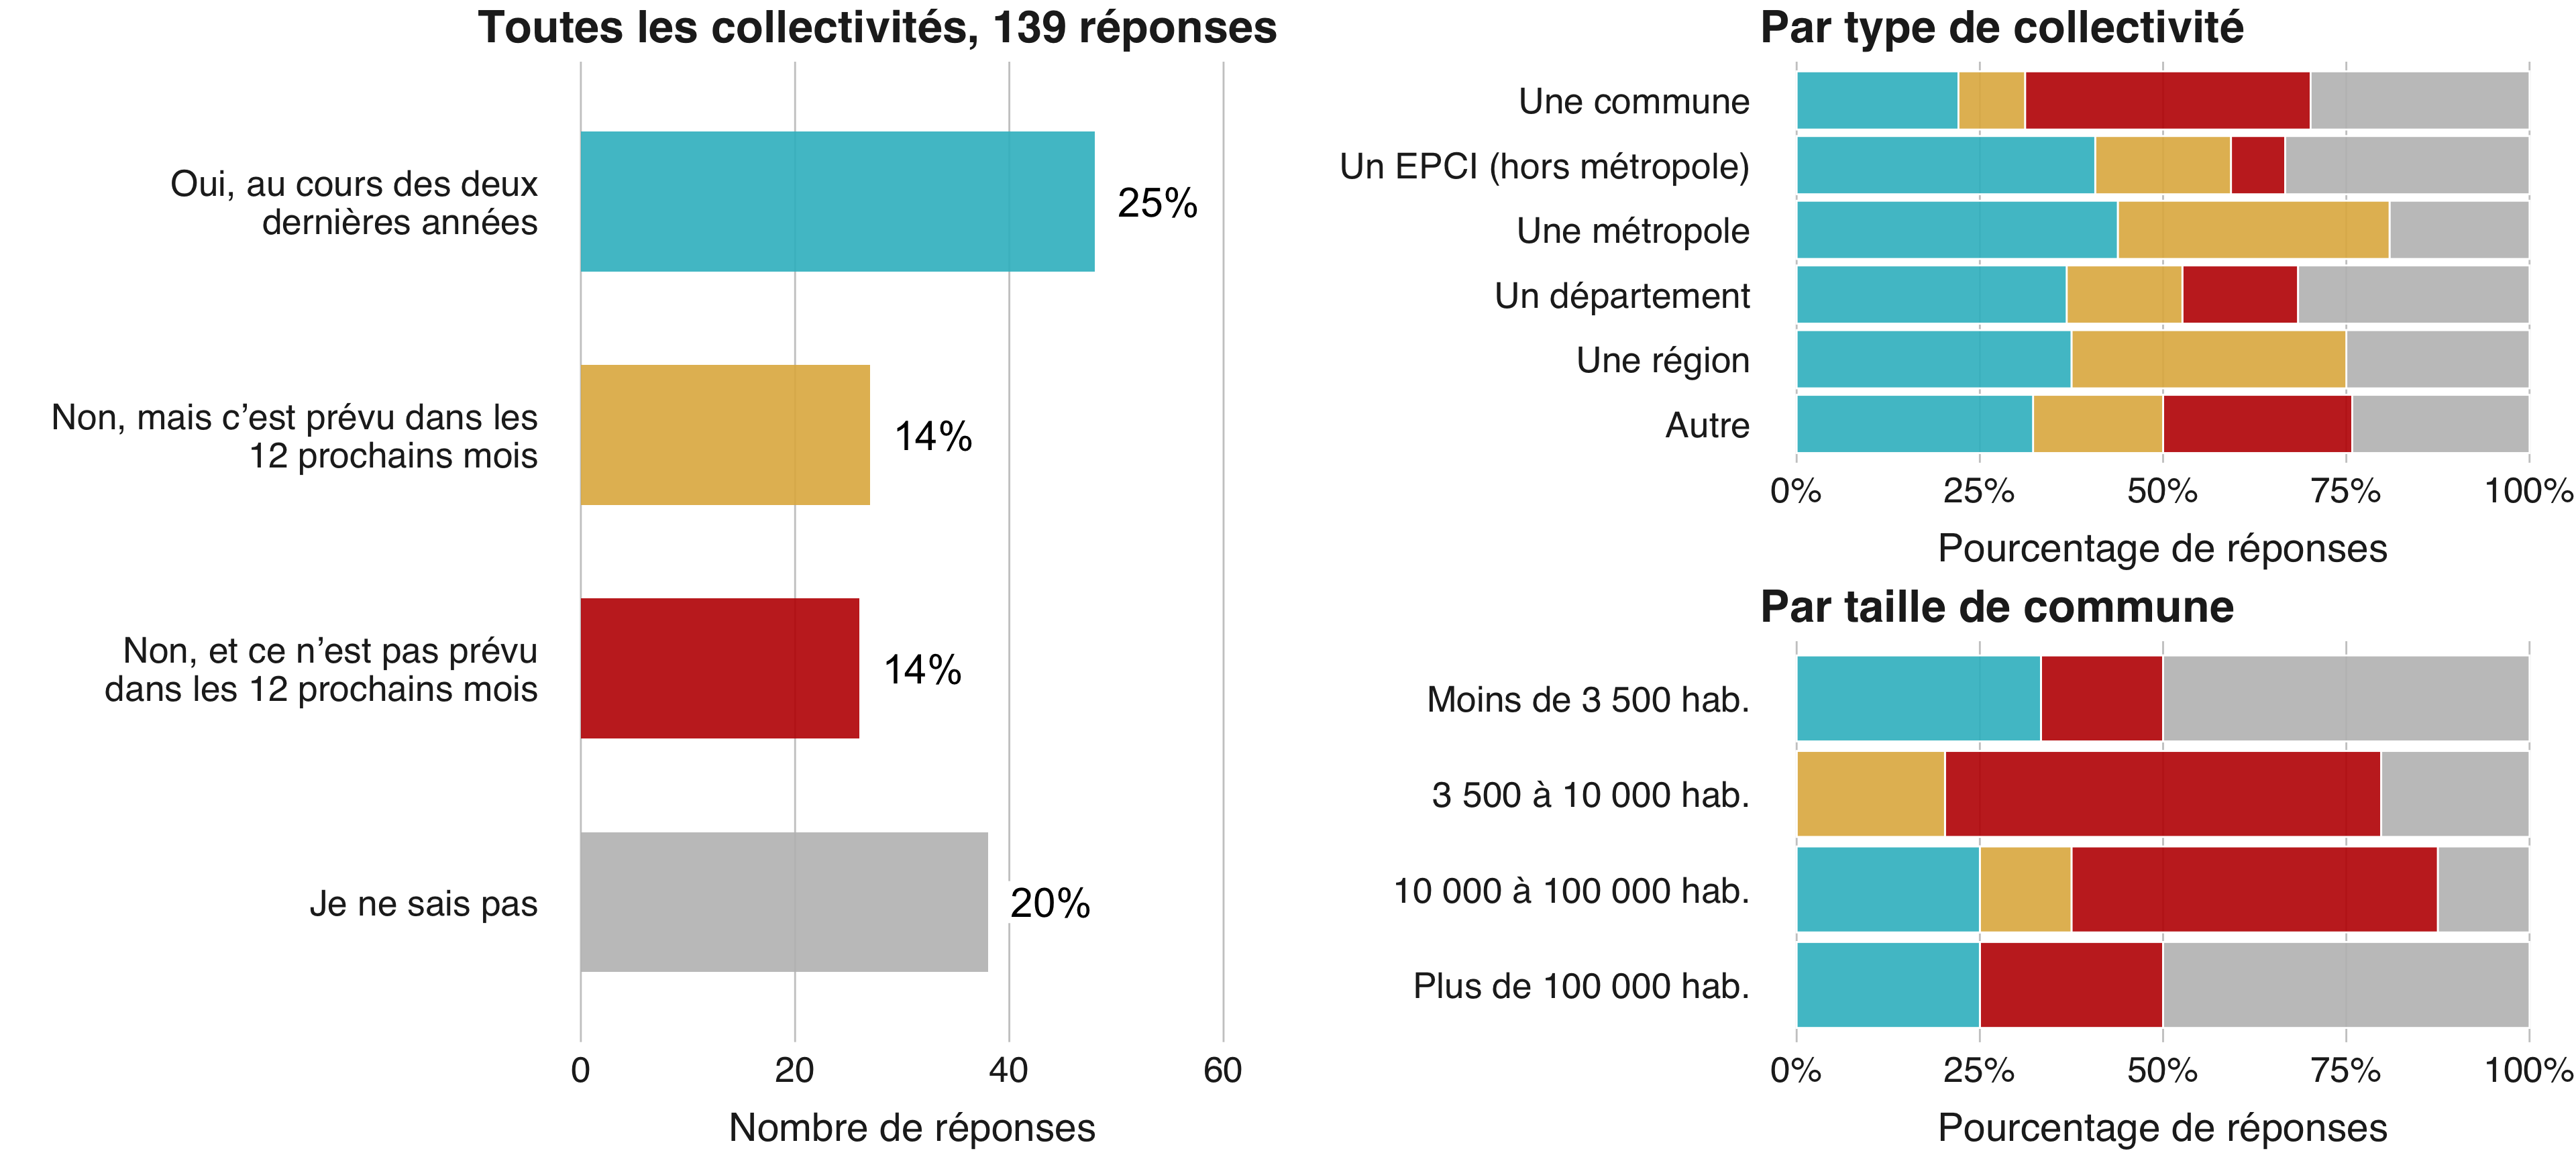 Toutes les collectivités, 139 réponses
Oui, au cours des deux
dernières années
25%
Non, mais c’est prévu dans les
12 prochains mois
14%
Non, et ce n’est pas prévu
dans les 12 prochains mois
14%
Je ne sais pas
20%
0 20 40 60
Nombre de réponses
Par type de collectivité
Une commune
Un EPCI (hors métropole)
Une métropole
Un département
Une région
Autre
0% 25% 50% 75% 100%
Pourcentage de réponses
Par taille de commune
Moins de 3 500 hab.
3 500 à 10 000 hab.
10 000 à 100 000 hab.
Plus de 100 000 hab.
0% 25% 50% 75% 100%
Pourcentage de réponses